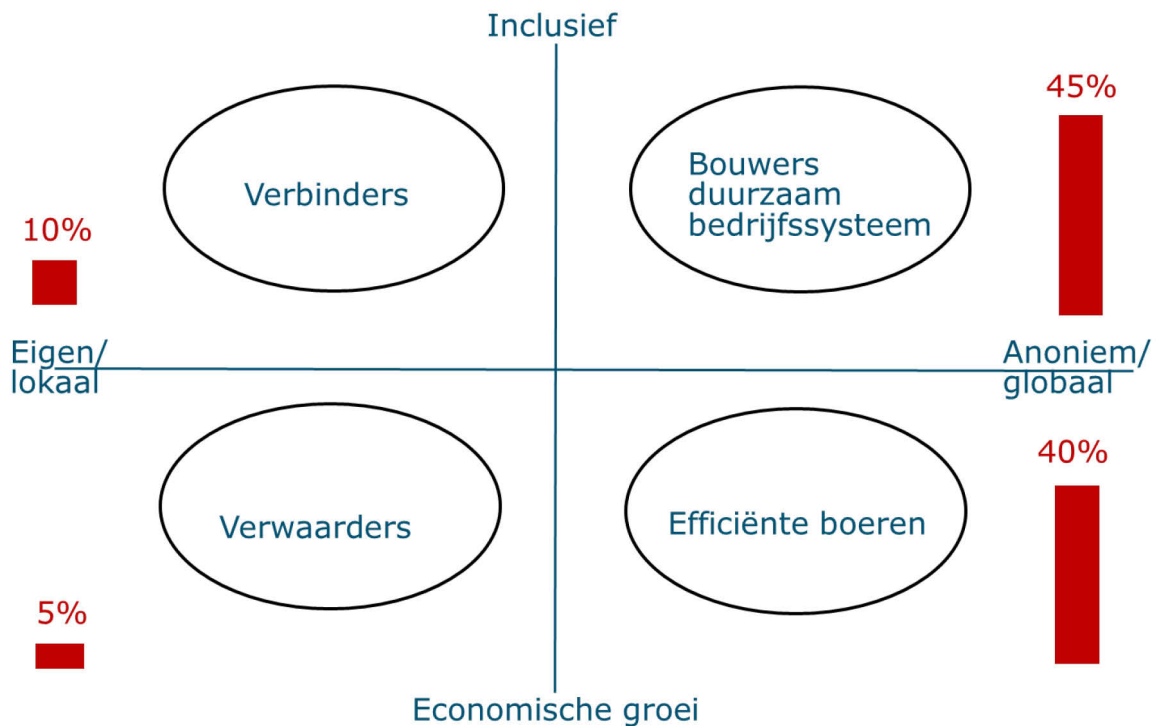 Inclusief
45%
Verbinders
Bouwers
duurzaam
bedrijfssysteem
10%
Eigen/
lokaal
Anoniem/
globaal
40%
Verwaarders
Efficiënte boeren
5%
Economische groei